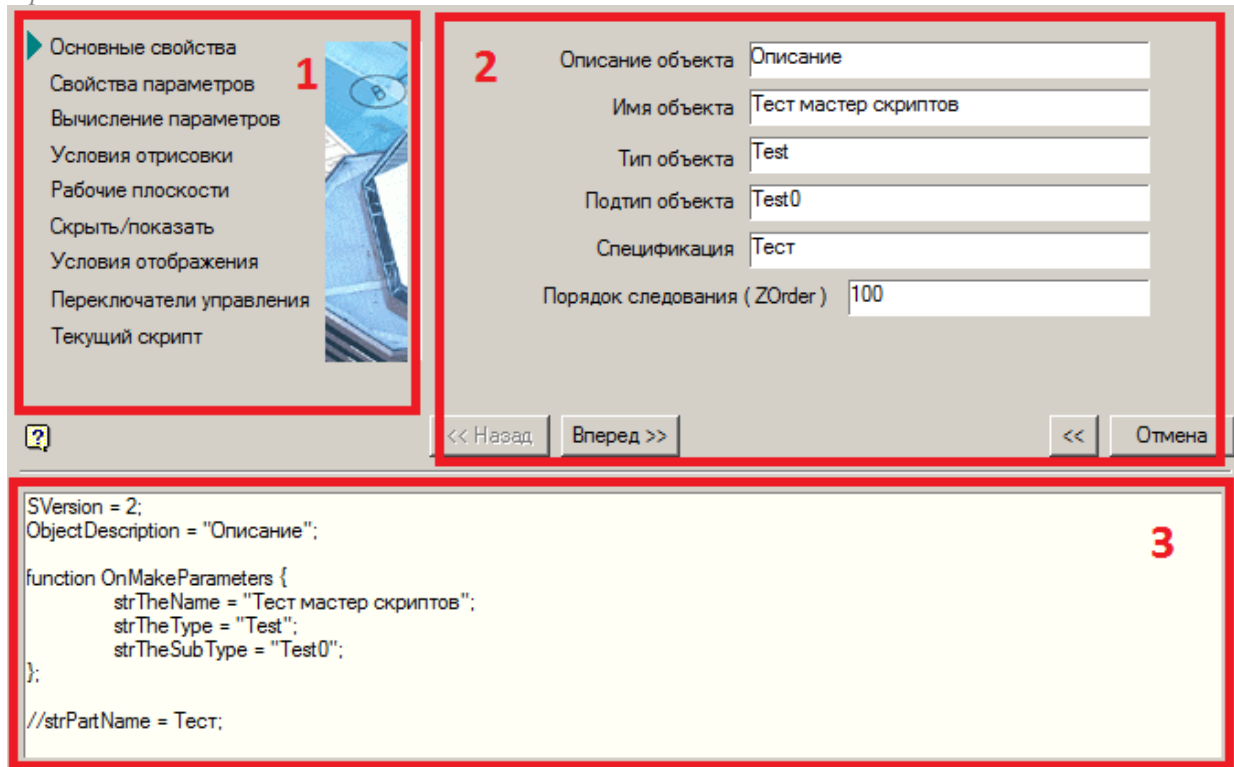 Основные свойства
Свойства параметров
Вычисление параметров
Условия отрисовки
Рабочие плоскости
Скрыть/показать
Условия отображения
Переключатели управления
Текущий скрипт
1
B
2
Описание объекта Описание
Имя объекта Тест мастер скриптов
Тип объекта Test
Подтип объекта Test0
Спецификация Тест
Порядок следования ( ZOrder ) 100
?
<< Назад Вперед >> << Отмена
3
SVersion = 2;
ObjectDescription = "Описание";
function OnMakeParameters {
strTheName = "Тест мастер скриптов";
strTheType = "Test";
strTheSubType = "Test0";
};
//strPartName = Тест;